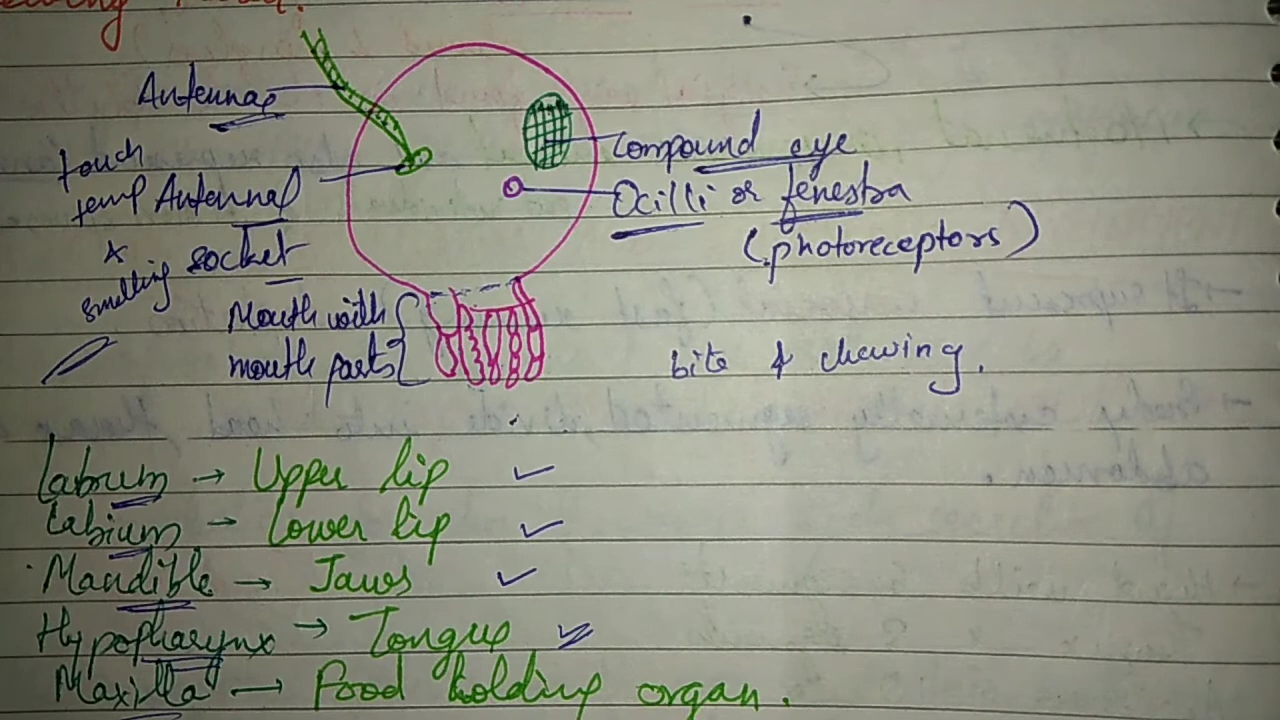 Antennae
touch
temp Antennal
&
smelling socket
Compound eye
Ocilli or fenestra
(photoreceptors)
Mouth with
mouth parts
bite & chewing.
Labrum → Upper lip ✓
Labium → Lower lip ✓
Mandible → Jaws ✓
Hypopharynx → Tongue ✓
Maxilla → Food holding organ.